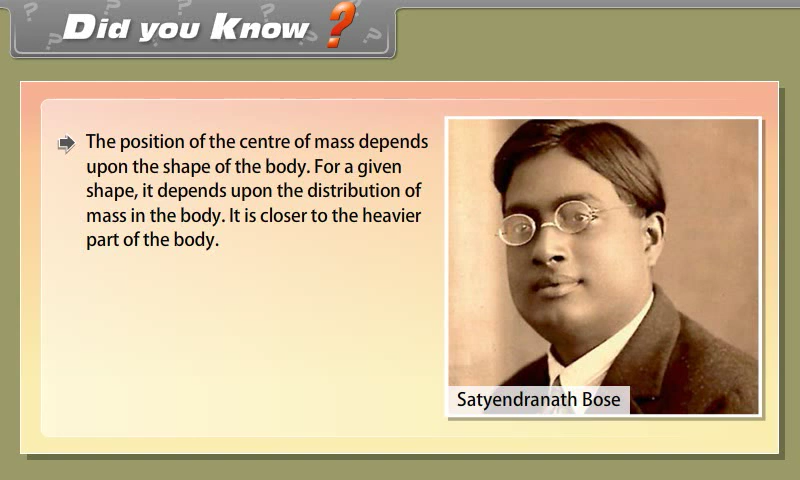 Did you Know ?
The position of the centre of mass depends
upon the shape of the body. For a given
shape, it depends upon the distribution of
mass in the body. It is closer to the heavier
part of the body.
Satyendranath Bose